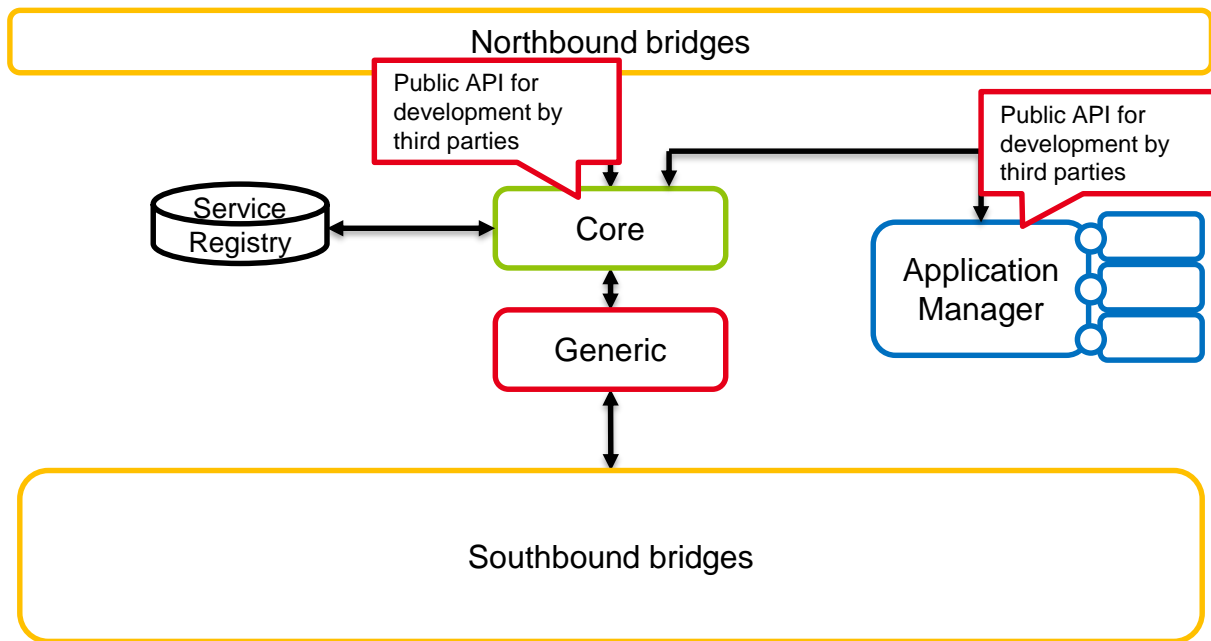 Northbound bridges
Public API for
development by
third parties
Public API for
development by
third parties
Service
Registry
Core
Application
Manager
Generic
Southbound bridges